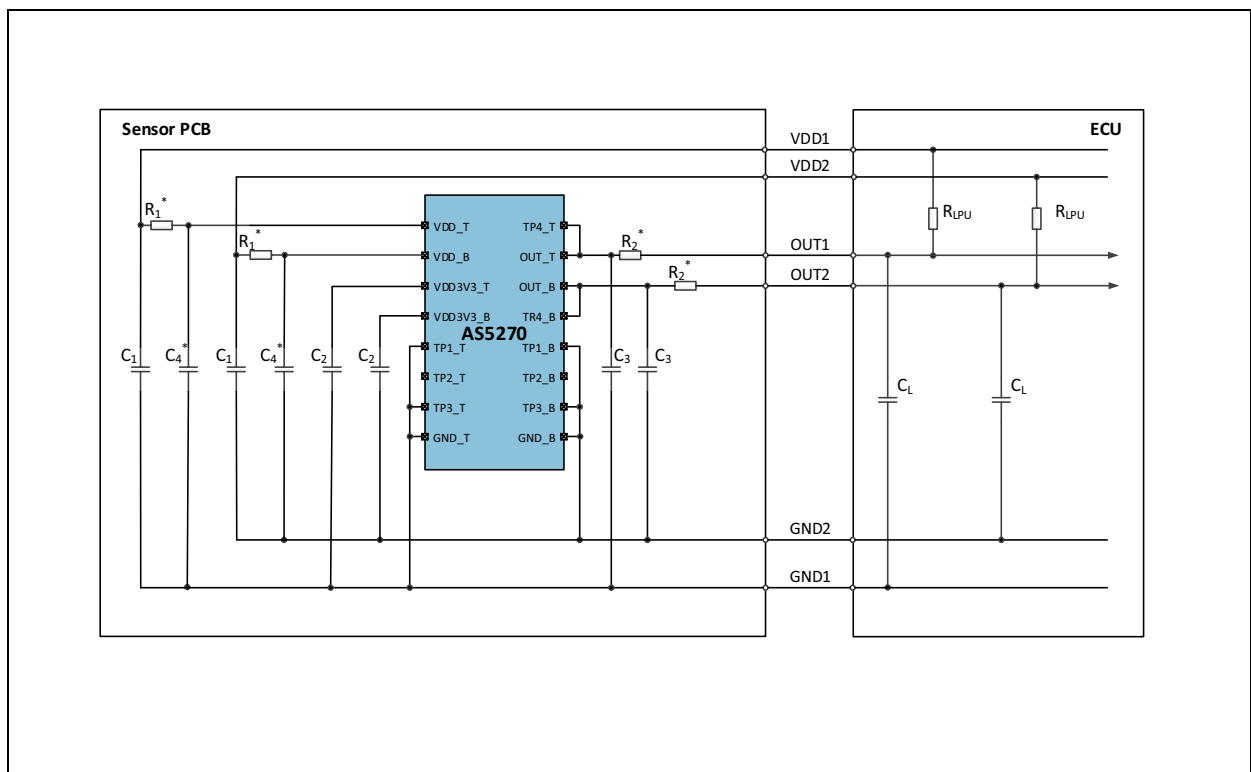 Sensor PCB
ECU
VDD1
VDD2
R1*
R1*
VDD_T
VDD_B
VDD3V3_T
VDD3V3_B
TP1_T
TP2_T
TP3_T
GND_T
AS5270
TP4_T
OUT_T
OUT_B
TR4_B
TP1_B
TP2_B
TP3_B
GND_B
R2*
R2*
OUT1
OUT2
RLPU
RLPU
C1
C4*
C1
C4*
C2
C2
C3
C3
CL
CL
GND2
GND1